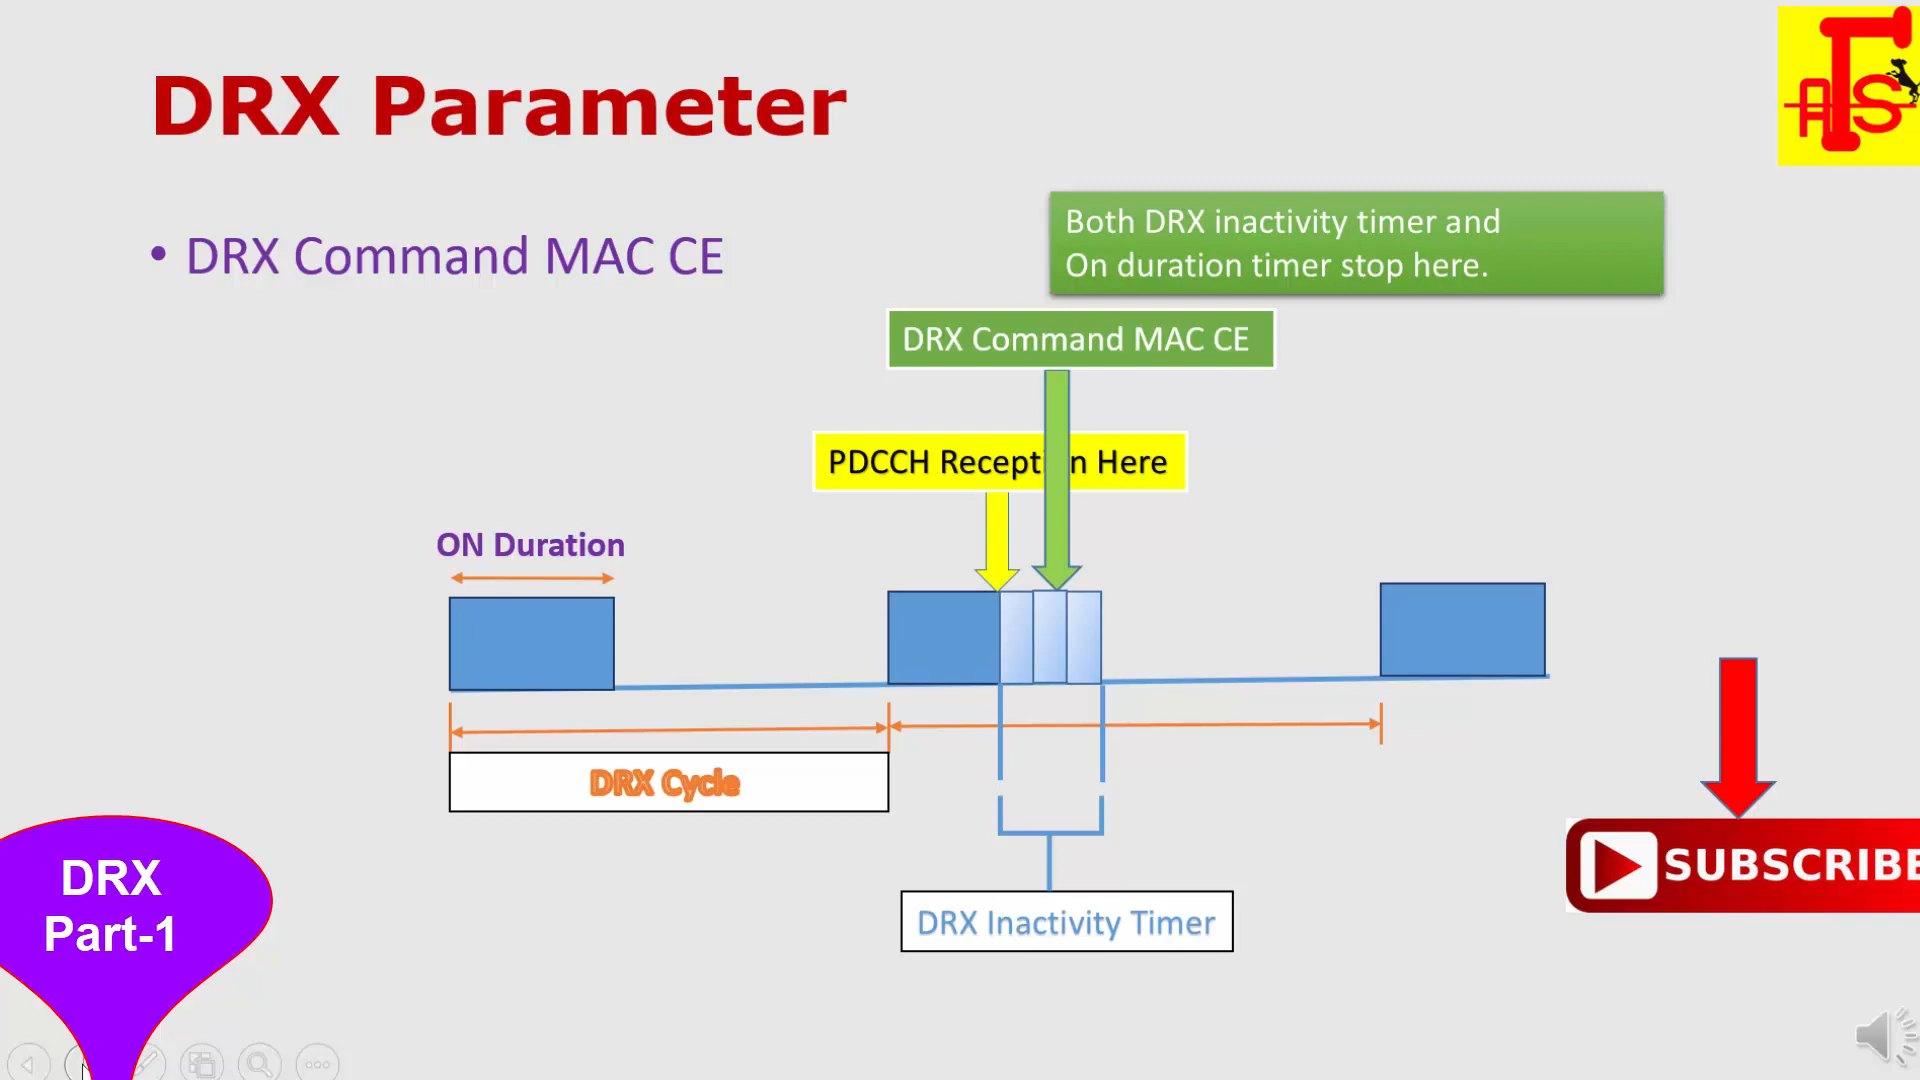 DRX Parameter
• DRX Command MAC CE
Both DRX inactivity timer and
On duration timer stop here.
DRX Command MAC CE
PDCCH Recept n Here
ON Duration
DRX Cycle
DRX Inactivity Timer
DRX
Part-1
SUBSCRIBE